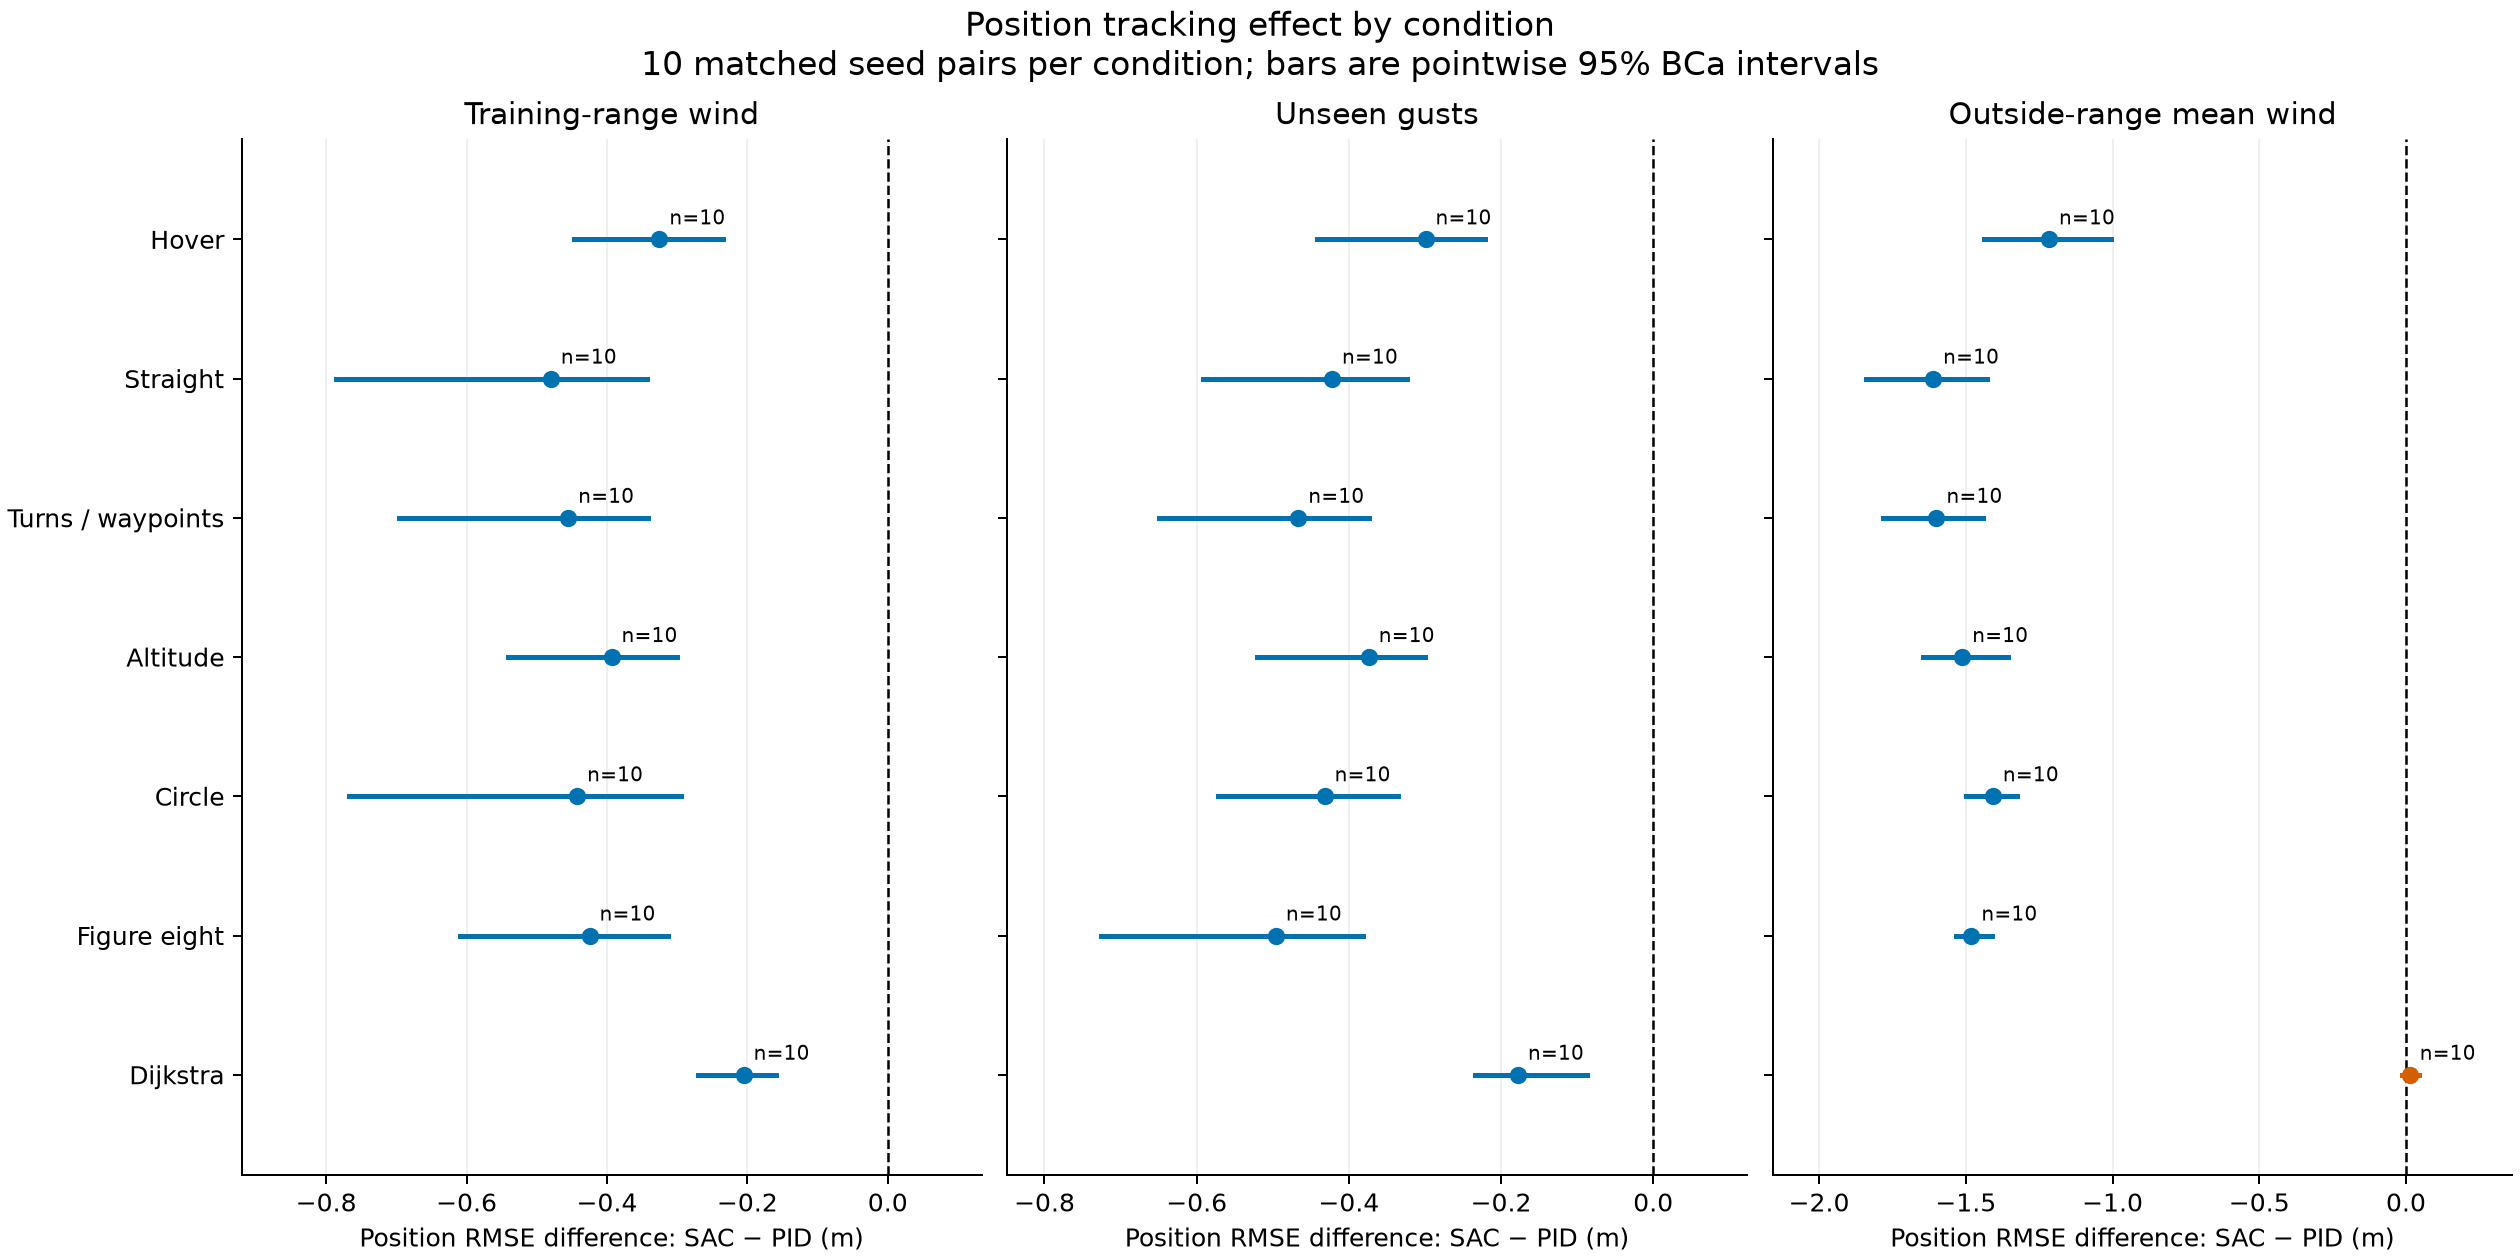 Position tracking effect by condition
10 matched seed pairs per condition; bars are pointwise 95% BCa intervals
Training-range wind
Unseen gusts
Outside-range mean wind
Hover
n=10
n=10
n=10
Straight
n=10
n=10
n=10
Turns / waypoints
n=10
n=10
n=10
Altitude
n=10
n=10
n=10
Circle
n=10
n=10
n=10
Figure eight
n=10
n=10
n=10
Dijkstra
n=10
n=10
n=10
−0.8 −0.6 −0.4 −0.2 0.0
−0.8 −0.6 −0.4 −0.2 0.0
−2.0 −1.5 −1.0 −0.5 0.0
Position RMSE difference: SAC − PID (m)
Position RMSE difference: SAC − PID (m)
Position RMSE difference: SAC − PID (m)